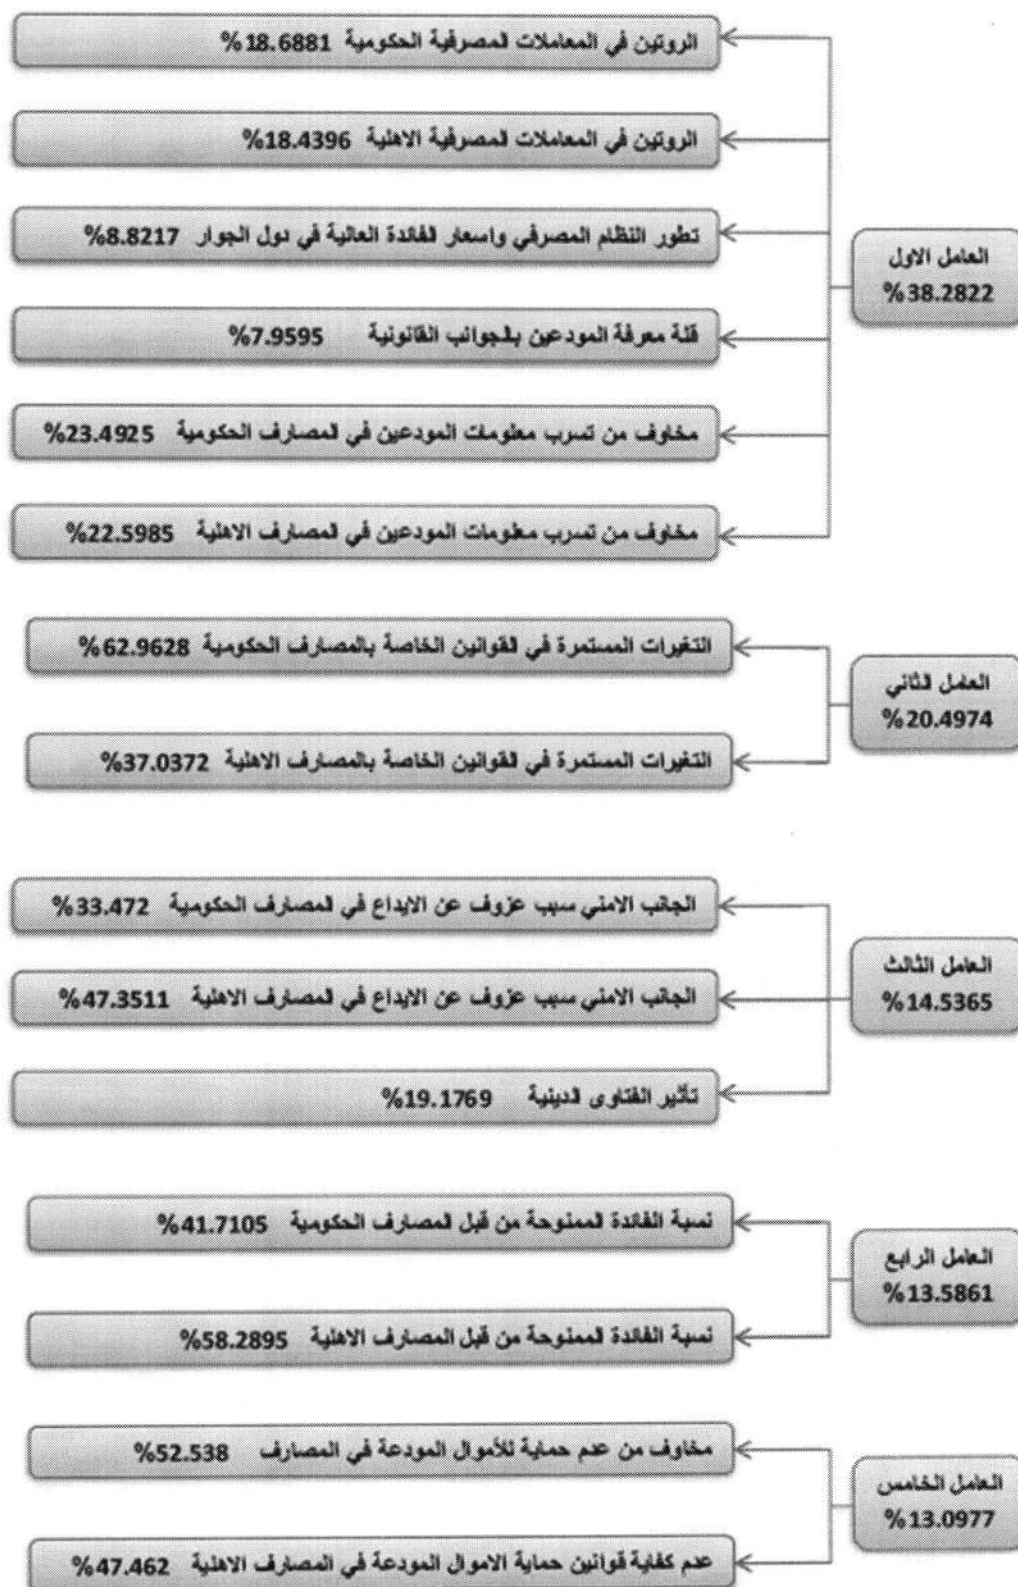 العامل الاول
%38.2822
الروتين في المعاملات المصرفية الحكومية %18.6881
الروتين في المعاملات المصرفية الاهلية %18.4396
تطور النظام المصرفي واسعار الفائدة العالية في دول الجوار %8.8217
قلة معرفة المودعين بالجوانب القانونية %7.9595
مخاوف من تسرب معلومات المودعين في المصارف الحكومية %23.4925
مخاوف من تسرب معلومات المودعين في المصارف الاهلية %22.5985
العامل الثاني
%20.4974
التغيرات المستمرة في القوانين الخاصة بالمصارف الحكومية %62.9628
التغيرات المستمرة في القوانين الخاصة بالمصارف الاهلية %37.0372
العامل الثالث
%14.5365
الجانب الامني سبب عزوف عن الايداع في المصارف الحكومية %33.472
الجانب الامني سبب عزوف عن الايداع في المصارف الاهلية %47.3511
تأثير الفتاوى الدينية %19.1769
العامل الرابع
%13.5861
نسبة الفائدة الممنوحة من قبل المصارف الحكومية %41.7105
نسبة الفائدة الممنوحة من قبل المصارف الاهلية %58.2895
العامل الخامس
%13.0977
مخاوف من عدم حماية للأموال المودعة في المصارف %52.538
عدم كفاية قوانين حماية الاموال المودعة في المصارف الاهلية %47.462